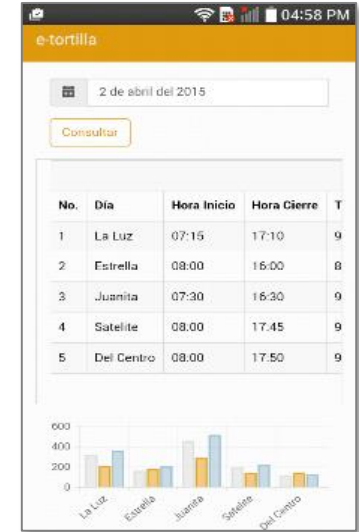 04:58 PM
e-tortilla
2 de abril del 2015
Consultar
No. Día Hora Inicio Hora Cierre T
1 La Luz 07:15 17:10 9
2 Estrella 08:00 16:00 8
3 Juanita 07:30 16:30 9
4 Satelite 08:00 17:45 9
5 Del Centro 08:00 17:50 9
600
400
200
0
La Luz Estrella Juanita Satelite Del Centro